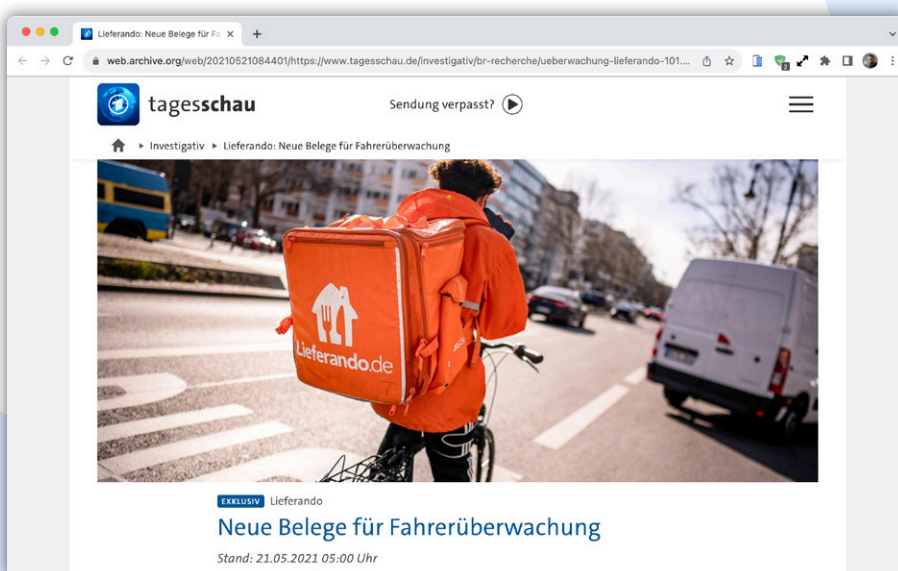 Lieferando: Neue Belege für Fa
web.archive.org/web/20210521084401/https://www.tagesschau.de/investigativ/br-recherche/ueberwachung-lieferando-101....
2
tagesschau
Sendung verpasst?
Investigativ Lieferando: Neue Belege für Fahrerüberwachung
Lieferando.de
EXKLUSIV Lieferando
Neue Belege für Fahrerüberwachung
Stand: 21.05.2021 05:00 Uhr